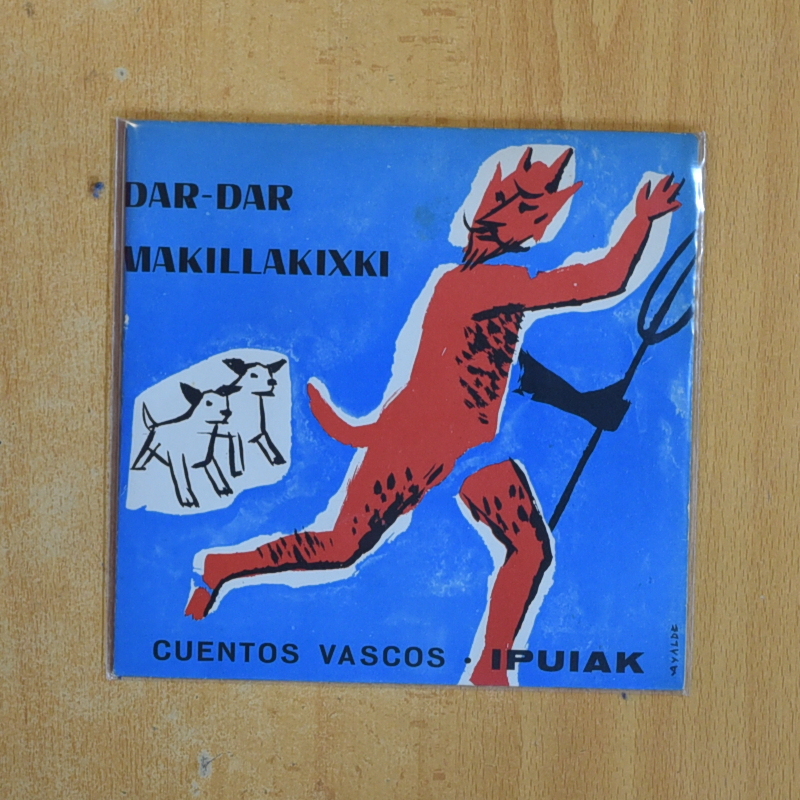 DAR-DAR
MAKILLAKIXKI
CUENTOS VASCOS · IPUIAK
AYALDE